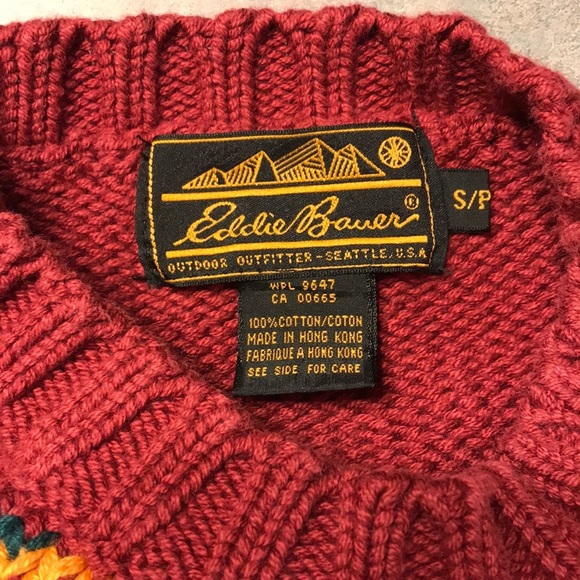 Eddie Bauer®
OUTDOOR OUTFITTER - SEATTLE, U.S.A
S/P
WPL 9647
CA 00665
100% COTTON/COTON
MADE IN HONG KONG
FABRIQUE A HONG KONG
SEE SIDE FOR CARE